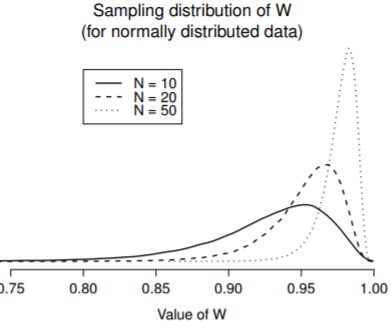 Sampling distribution of W
(for normally distributed data)
N = 10
N = 20
N = 50
0.75 0.80 0.85 0.90 0.95 1.00
Value of W